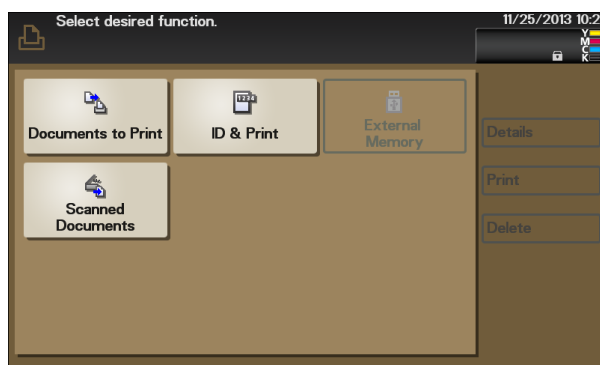 Select desired function.
11/25/2013 10:2
Y
M
C
K
1234
Documents to Print
ID & Print
External
Memory
Scanned
Documents
Details
Print
Delete